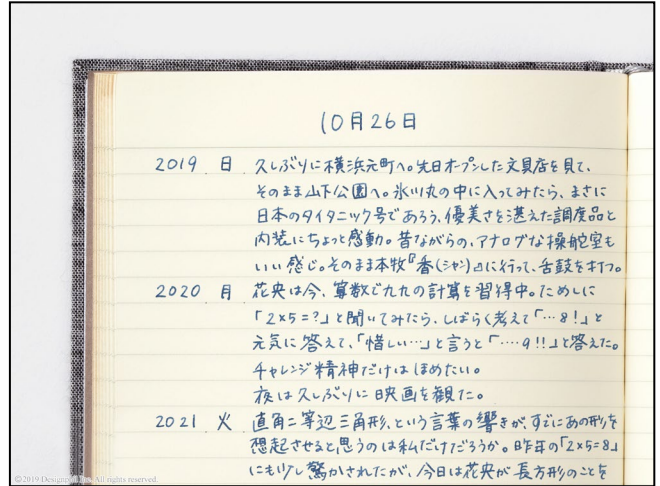 10月26日
2019 日 久しぶりに横浜元町へ。先日オープンした文具店を見て、
そのまま山下公園へ。氷川丸の中に入ってみたら、まさに
日本のタイタニック号であろう、優美さを湛えた調度品と
内装にちょっと感動。昔ながらの、アナログな操舵室も
いい感じ。そのまま本牧『香(シャン)』に行って、舌鼓を打つ。
2020 月 花央は今、算数で九九の計算を習得中。ためしに
「2×5=?」と聞いてみたら、しばらく考えて「…8!」と
元気に答えて、「惜しい…」と言うと「‥‥9!!」と答えた。
チャレンジ精神だけはほめたい。
夜は久しぶりに映画を観た。
2021 火 直角二等辺三角形、という言葉の響きが、すでにあの形を
想起させると思うのは私だけだろうか。昨年の「2×5=8」
にも少し驚かされたが、今日は花央が長方形のことを
©2019 Designphil Inc. All rights reserved.